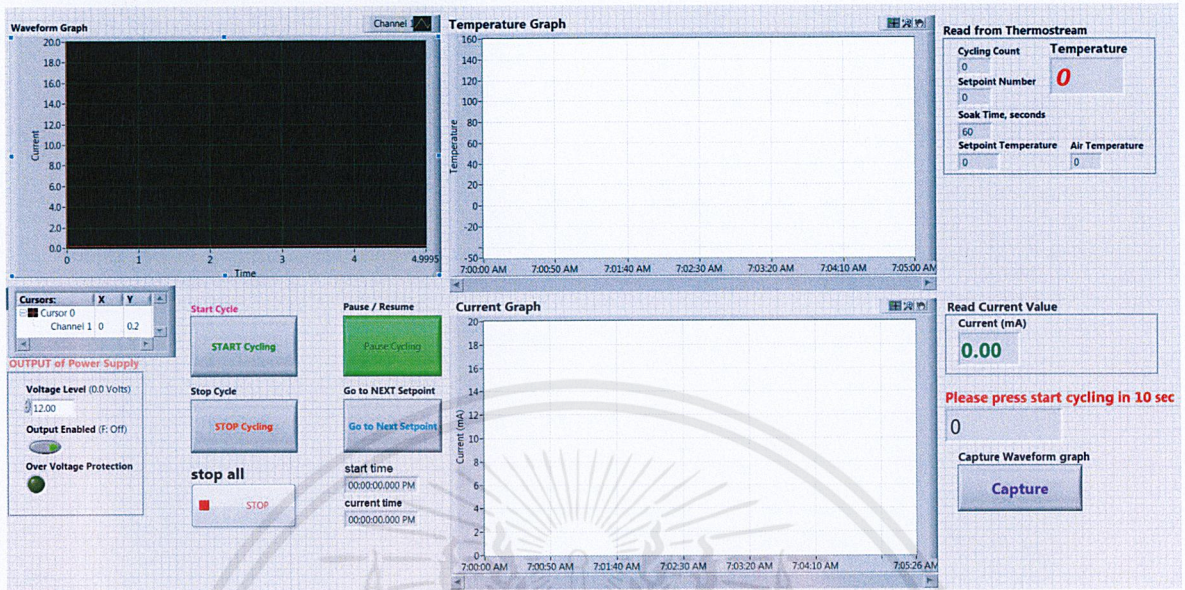 Waveform Graph
Channel 1
Current
20.0
18.0
16.0
14.0
12.0
10.0
8.0
6.0
4.0
2.0
0.0
0 1 2 3 4 4.9995
Time
Temperature Graph
Temperature
160
140
120
100
80
60
40
20
0
-20
-50
7:00:00 AM 7:00:50 AM 7:01:40 AM 7:02:30 AM 7:03:20 AM 7:04:10 AM 7:05:00 AM
Read from Thermostream
Cycling Count
0
Temperature
0
Setpoint Number
0
Soak Time, seconds
60
Setpoint Temperature
0
Air Temperature
0
Cursors: X Y
Cursor 0
Channel 1 0 0.2
OUTPUT of Power Supply
Voltage Level (0.0 Volts)
12.00
Output Enabled (F: Off)
Over Voltage Protection
Start Cycle
START Cycling
Stop Cycle
STOP Cycling
stop all
STOP
Pause / Resume
Pause Cycling
Go to NEXT Setpoint
Go to Next Setpoint
start time
00:00:00.000 PM
current time
00:00:00.000 PM
Current Graph
Current (mA)
20
18
16
14
12
10
8
6
4
2
0
7:00:00 AM 7:00:50 AM 7:01:40 AM 7:02:30 AM 7:03:20 AM 7:04:10 AM 7:05:26 AM
Read Current Value
Current (mA)
0.00
Please press start cycling in 10 sec
0
Capture Waveform graph
Capture